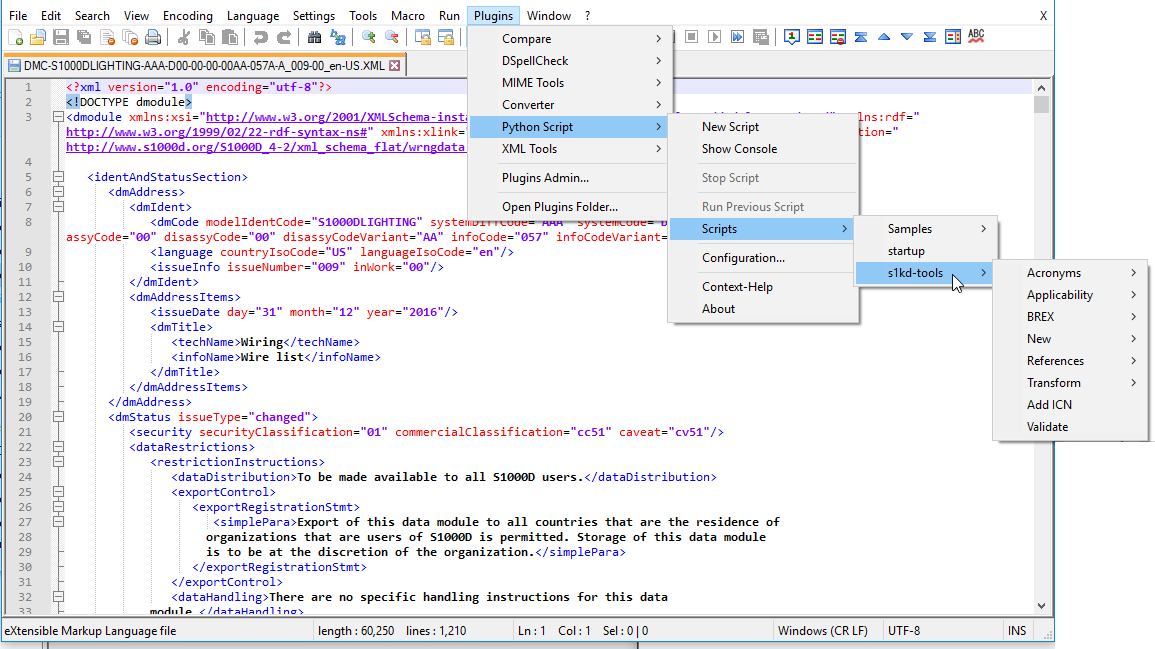 File Edit Search View Encoding Language Settings Tools Macro Run Plugins Window ? X
DMC-S1000DLIGHTING-AAA-D00-00-00-00AA-057A-A_009-00_en-US.XML
Compare
DSpellCheck
MIME Tools
Converter
Python Script
XML Tools
Plugins Admin...
Open Plugins Folder...
New Script
Show Console
Stop Script
Run Previous Script
Scripts
Configuration...
Context-Help
About
Samples
startup
s1kd-tools
Acronyms
Applicability
BREX
New
References
Transform
Add ICN
Validate
1 <?xml version="1.0" encoding="utf-8"?>
2 <!DOCTYPE dmodule>
3 <dmodule xmlns:xsi="http://www.w3.org/2001/XMLSchema-insta xmlns:rdf="
http://www.w3.org/1999/02/22-rdf-syntax-ns#" xmlns:xlink=" ion="
http://www.s1000d.org/S1000D_4-2/xml_schema_flat/wrngdata
4
5 <identAndStatusSection>
6 <dmAddress>
7 <dmIdent>
8 <dmCode modelIdentCode="S1000DLIGHTING" systemDiffCode="AAA" systemCode="D
assyCode="00" disassyCode="00" disassyCodeVariant="AA" infoCode="057" infoCodeVariant=
9 <language countryIsoCode="US" languageIsoCode="en"/>
10 <issueInfo issueNumber="009" inWork="00"/>
11 </dmIdent>
12 <dmAddressItems>
13 <issueDate day="31" month="12" year="2016"/>
14 <dmTitle>
15 <techName>Wiring</techName>
16 <infoName>Wire list</infoName>
17 </dmTitle>
18 </dmAddressItems>
19 </dmAddress>
20 <dmStatus issueType="changed">
21 <security securityClassification="01" commercialClassification="cc51" caveat="cv51"/>
22 <dataRestrictions>
23 <restrictionInstructions>
24 <dataDistribution>To be made available to all S1000D users.</dataDistribution>
25 <exportControl>
26 <exportRegistrationStmt>
27 <simplePara>Export of this data module to all countries that are the residence of
28 organizations that are users of S1000D is permitted. Storage of this data module
29 is to be at the discretion of the organization.</simplePara>
30 </exportRegistrationStmt>
31 </exportControl>
32 <dataHandling>There are no specific handling instructions for this data
33 module.</dataHandling>
eXtensible Markup Language file length : 60,250 lines : 1,210 Ln : 1 Col : 1 Sel : 0 | 0 Windows (CR LF) UTF-8 INS